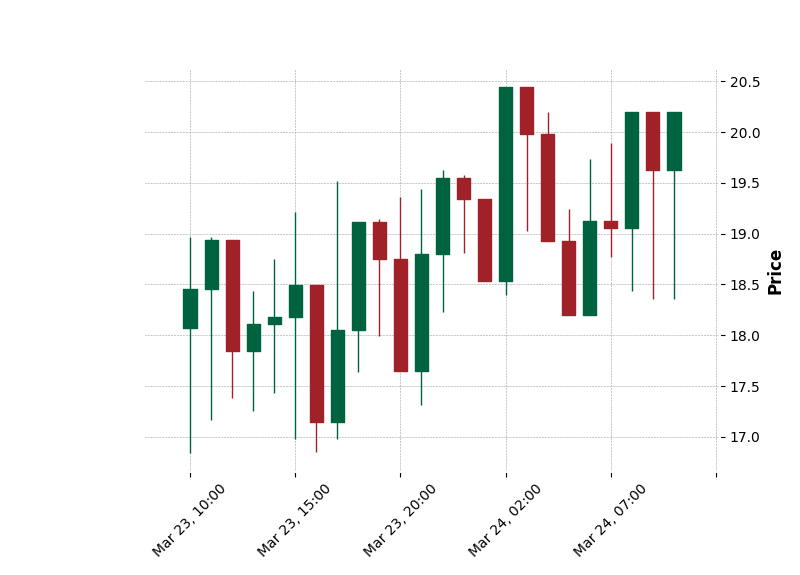 20.5
20.0
19.5
19.0
18.5
18.0
17.5
17.0
Price
Mar 23, 10:00
Mar 23, 15:00
Mar 23, 20:00
Mar 24, 02:00
Mar 24, 07:00